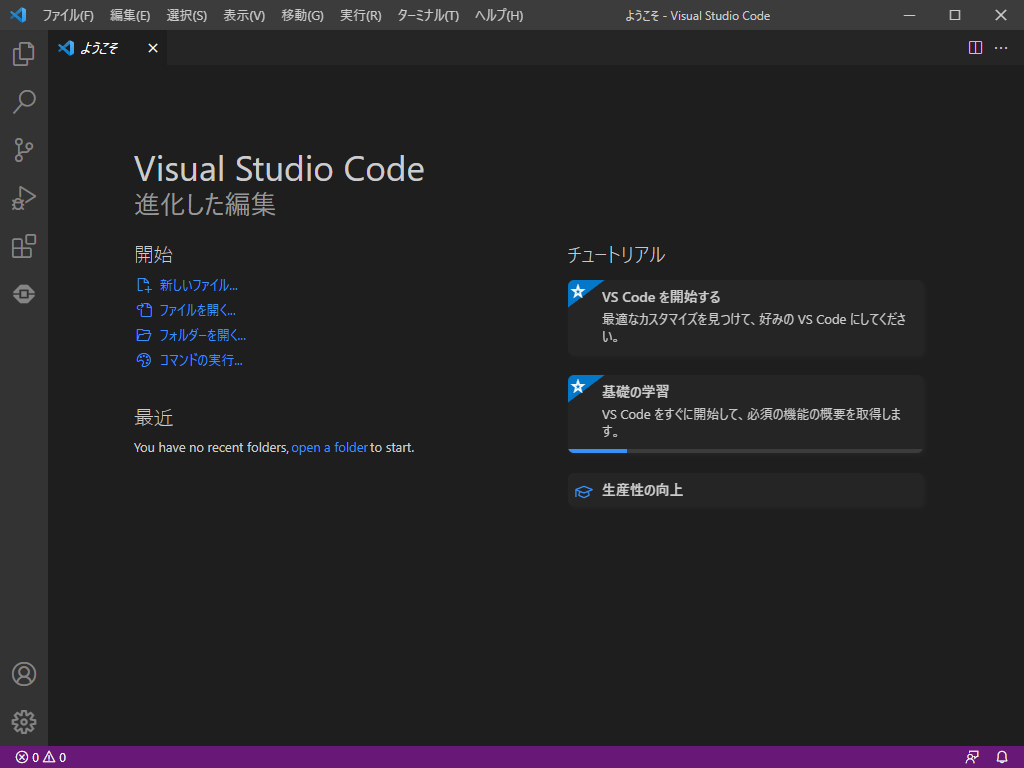 ファイル(F) 編集(E) 選択(S) 表示(V) 移動(G) 実行(R) ターミナル(T) ヘルプ(H) ようこそ - Visual Studio Code
ようこそ
Visual Studio Code
進化した編集
開始
新しいファイル...
ファイルを開く...
フォルダーを開く...
コマンドの実行...
最近
You have no recent folders, open a folder to start.
チュートリアル
VS Code を開始する
最適なカスタマイズを見つけて、好みの VS Code にしてくださ
い。
基礎の学習
VS Code をすぐに開始して、必須の機能の概要を取得しま
す。
生産性の向上
0 0